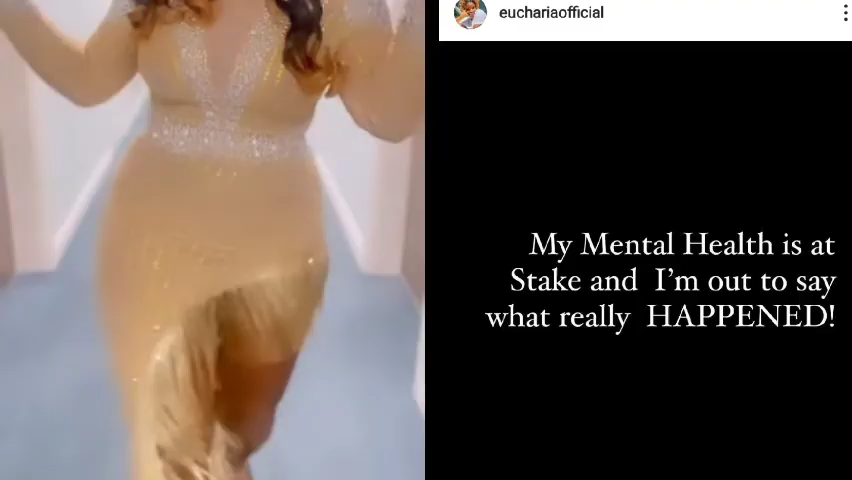 euchariaofficial
My Mental Health is at
Stake and I'm out to say
what really HAPPENED!